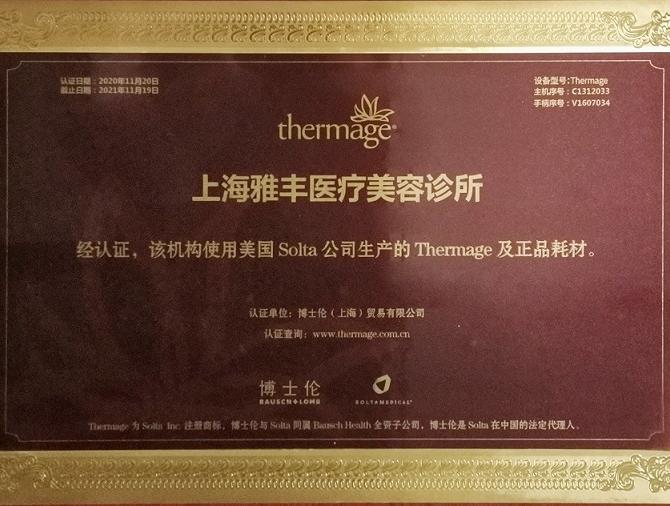 认证日期：2020年11月20日
截止日期：2021年11月19日
设备型号:Thermage
主机序号：C1312033
手柄序号：V1607034
thermage®
上海雅丰医疗美容诊所
经认证，该机构使用美国 Solta 公司生产的 Thermage 及正品耗材。
认证单位：博士伦（上海）贸易有限公司
认证查询：www.thermage.com.cn
博士伦
BAUSCH+LOMB
SOLTAMEDICAL®
Thermage 为 Solta Inc 注册商标，博士伦与 Solta 同属 Bausch Health 全资子公司，博士伦是 Solta 在中国的法定代理人。